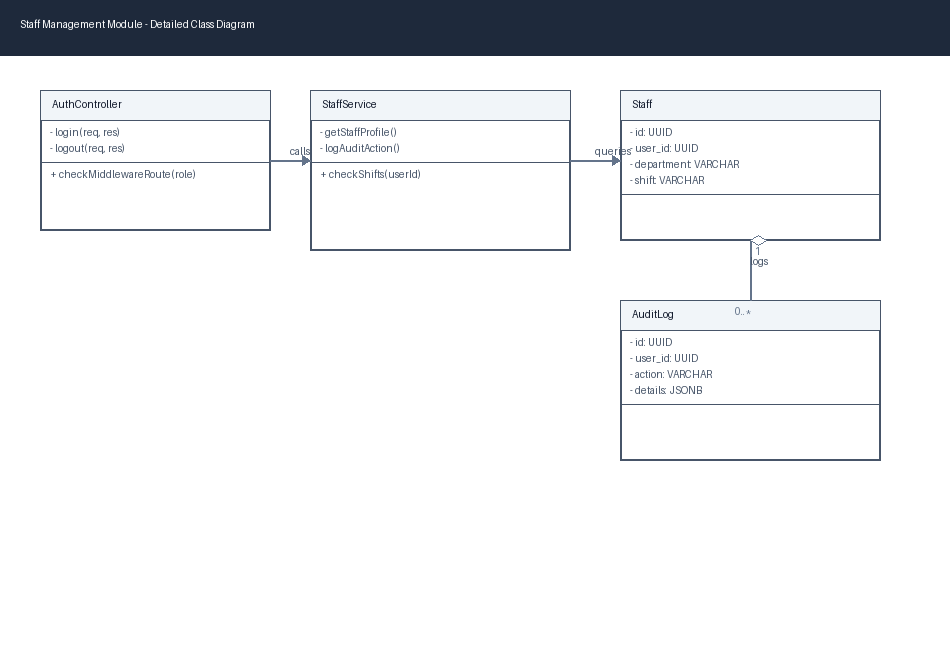 Staff Management Module - Detailed Class Diagram
AuthController
- login(req, res)
- logout(req, res)
+ checkMiddlewareRoute(role)
calls
StaffService
- getStaffProfile()
- logAuditAction()
+ checkShifts(userId)
queries
Staff
- id: UUID
- user_id: UUID
- department: VARCHAR
- shift: VARCHAR
1
logs
0..*
AuditLog
- id: UUID
- user_id: UUID
- action: VARCHAR
- details: JSONB